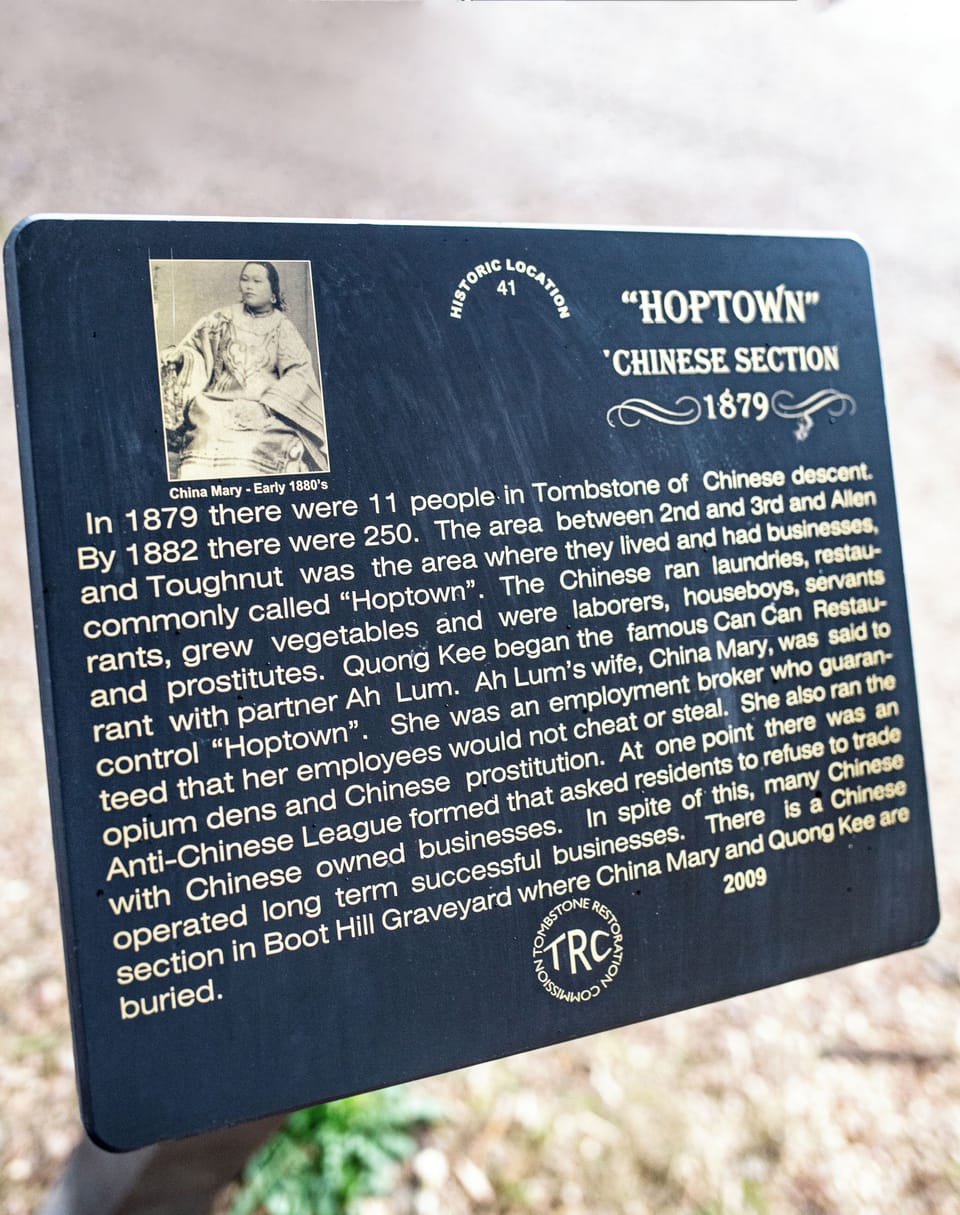 HISTORIC LOCATION
41
“HOPTOWN”
'CHINESE SECTION
1879
China Mary - Early 1880's
In 1879 there were 11 people in Tombstone of Chinese descent.
By 1882 there were 250. The area between 2nd and 3rd and Allen
and Toughnut was the area where they lived and had businesses,
commonly called “Hoptown”. The Chinese ran laundries, restau-
rants, grew vegetables and were laborers, houseboys, servants
and prostitutes. Quong Kee began the famous Can Can Restau-
rant with partner Ah Lum. Ah Lum's wife, China Mary, was said to
control “Hoptown”. She was an employment broker who guaran-
teed that her employees would not cheat or steal. She also ran the
opium dens and Chinese prostitution. At one point there was an
Anti-Chinese League formed that asked residents to refuse to trade
with Chinese owned businesses. In spite of this, many Chinese
operated long term successful businesses. There is a Chinese
section in Boot Hill Graveyard where China Mary and Quong Kee are
buried.
2009
TOMBSTONE RESTORATION COMMISSION
TRC